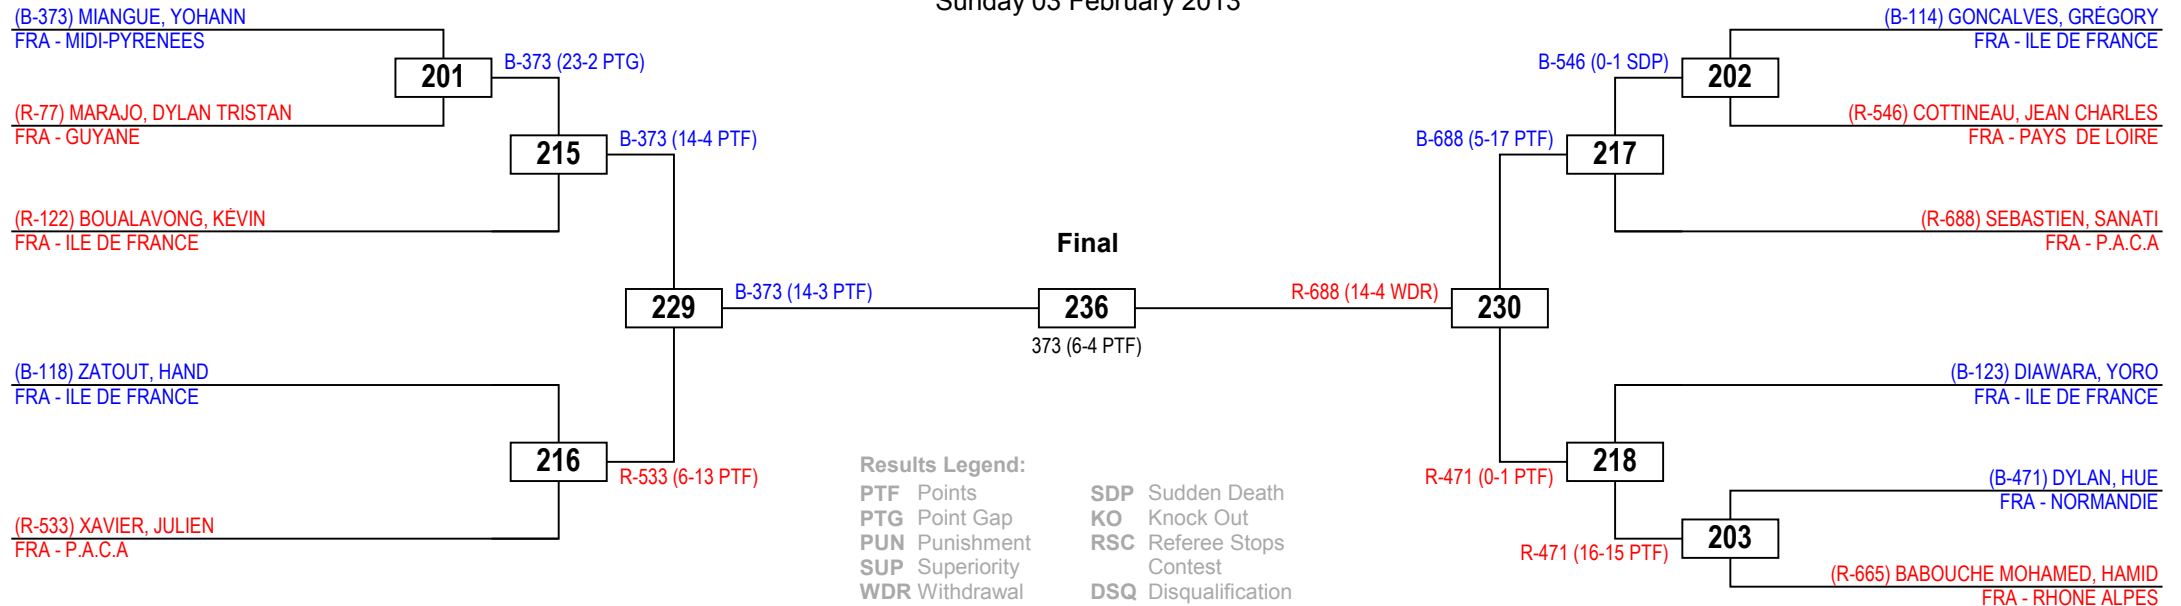 Sunday 03 February 2013
(B-373) MIANGUE, YOHANN
FRA - MIDI-PYRENEES
201
B-373 (23-2 PTG)
(R-77) MARAJO, DYLAN TRISTAN
FRA - GUYANE
215
B-373 (14-4 PTF)
(R-122) BOUALAVONG, KÉVIN
FRA - ILE DE FRANCE
229
B-373 (14-3 PTF)
(B-118) ZATOUT, HAND
FRA - ILE DE FRANCE
216
R-533 (6-13 PTF)
(R-533) XAVIER, JULIEN
FRA - P.A.C.A
Final
236
373 (6-4 PTF)
(B-114) GONCALVES, GRÉGORY
FRA - ILE DE FRANCE
B-546 (0-1 SDP)
202
(R-546) COTTINEAU, JEAN CHARLES
FRA - PAYS  DE LOIRE
B-688 (5-17 PTF)
217
(R-688) SEBASTIEN, SANATI
FRA - P.A.C.A
R-688 (14-4 WDR)
230
(B-123) DIAWARA, YORO
FRA - ILE DE FRANCE
218
R-471 (0-1 PTF)
(B-471) DYLAN, HUE
FRA - NORMANDIE
203
R-471 (16-15 PTF)
(R-665) BABOUCHE MOHAMED, HAMID
FRA - RHONE ALPES
Results Legend:
PTF Points
PTG Point Gap
PUN Punishment
SUP Superiority
WDR Withdrawal
SDP Sudden Death
KO Knock Out
RSC Referee Stops
Contest
DSQ Disqualification